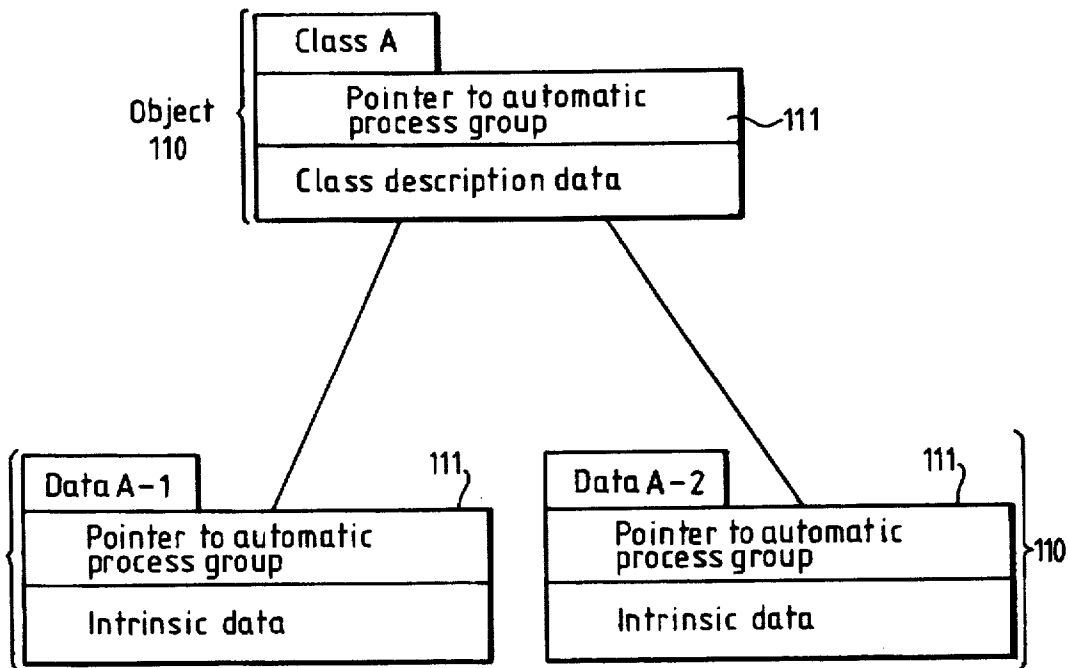 Class A
Pointer to automatic
process group
111
Object
110
Class description data
Data A-1
111
Pointer to automatic
process group
Intrinsic data
Data A-2
111
Pointer to automatic
process group
110
Intrinsic data